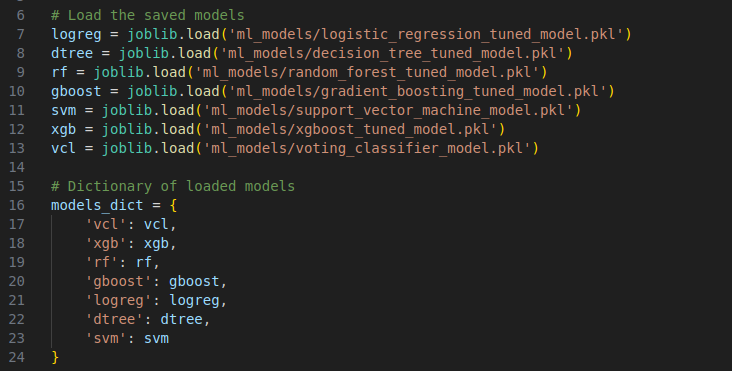 6 # Load the saved models
7 logreg = joblib.load('ml_models/logistic_regression_tuned_model.pkl')
8 dtree = joblib.load('ml_models/decision_tree_tuned_model.pkl')
9 rf = joblib.load('ml_models/random_forest_tuned_model.pkl')
10 gboost = joblib.load('ml_models/gradient_boosting_tuned_model.pkl')
11 svm = joblib.load('ml_models/support_vector_machine_model.pkl')
12 xgb = joblib.load('ml_models/xgboost_tuned_model.pkl')
13 vcl = joblib.load('ml_models/voting_classifier_model.pkl')
14
15 # Dictionary of loaded models
16 models_dict = {
17     'vcl': vcl,
18     'xgb': xgb,
19     'rf': rf,
20     'gboost': gboost,
21     'logreg': logreg,
22     'dtree': dtree,
23     'svm': svm
24 }